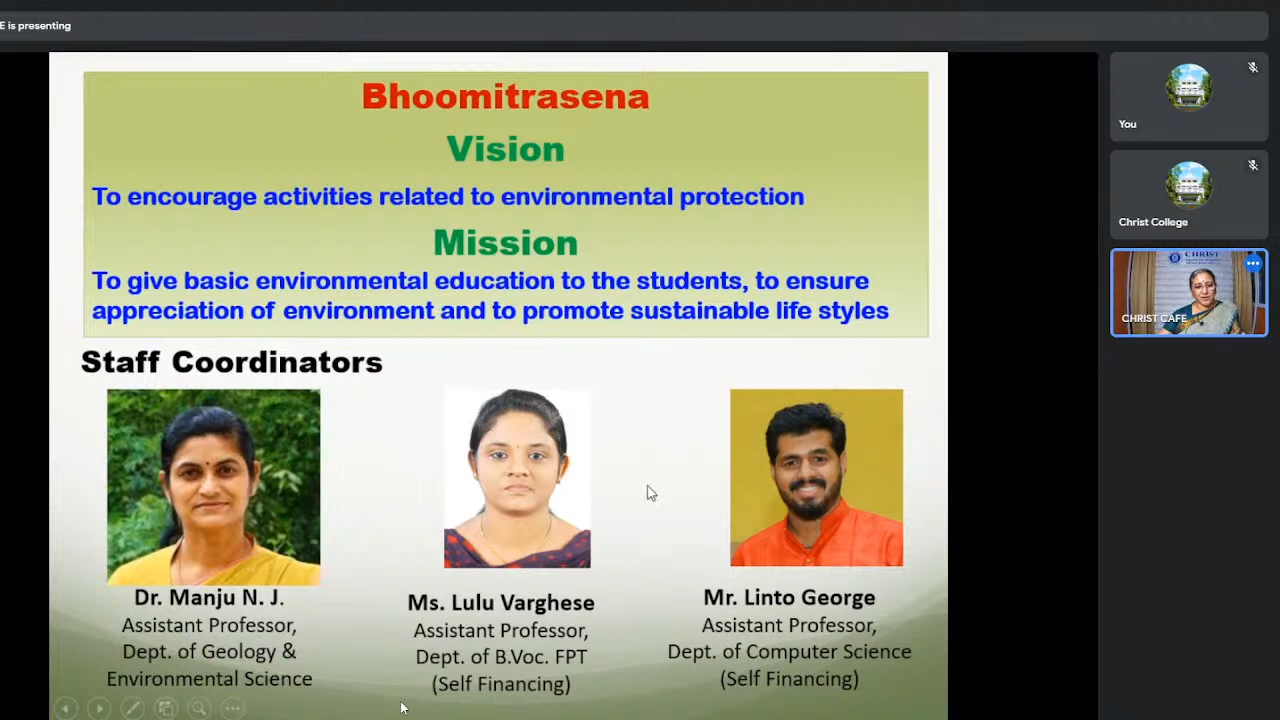 E is presenting
Bhoomitrasena
Vision
To encourage activities related to environmental protection
Mission
To give basic environmental education to the students, to ensure
appreciation of environment and to promote sustainable life styles
Staff Coordinators
Dr. Manju N. J.
Assistant Professor,
Dept. of Geology &
Environmental Science
Ms. Lulu Varghese
Assistant Professor,
Dept. of B.Voc. FPT
(Self Financing)
Mr. Linto George
Assistant Professor,
Dept. of Computer Science
(Self Financing)
You
Christ College
CHRIST
CHRIST CAFE